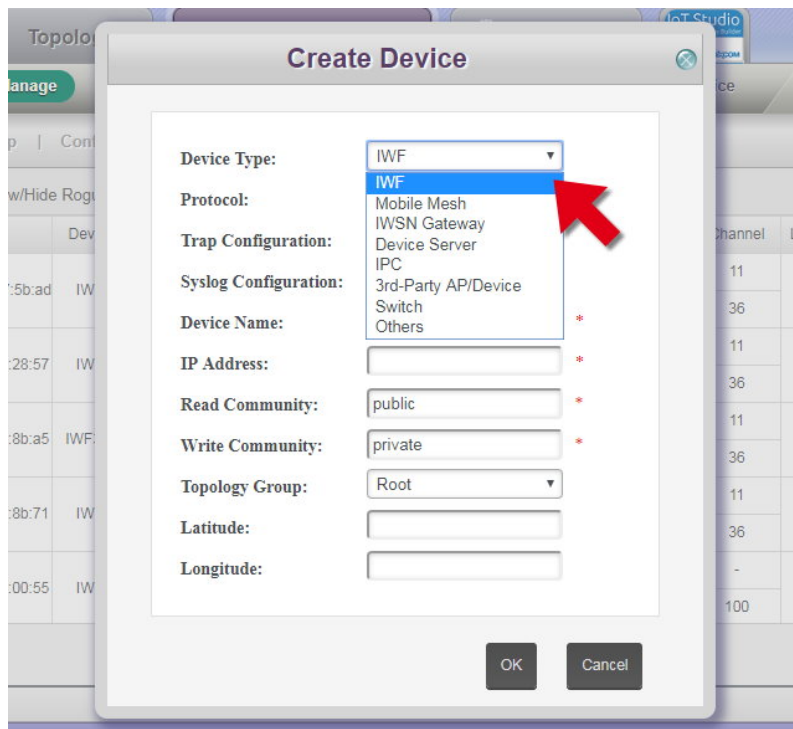 IoT Studio
Topolo
Create Device
anage
ice
p | Conf
w/Hide Rogu
Dev
Channel
Device Type: IWF
IWF
Mobile Mesh
IWSN Gateway
Device Server
IPC
3rd-Party AP/Device
Switch
Others
Protocol:
Trap Configuration:
Syslog Configuration:
Device Name: *
IP Address: *
Read Community: public *
Write Community: private *
Topology Group: Root
Latitude:
Longitude:
:5b:ad IW
11
36
:28:57 IW
11
36
:8b:a5 IWF
11
36
:8b:71 IW
11
36
:00:55 IW
-
100
OK Cancel